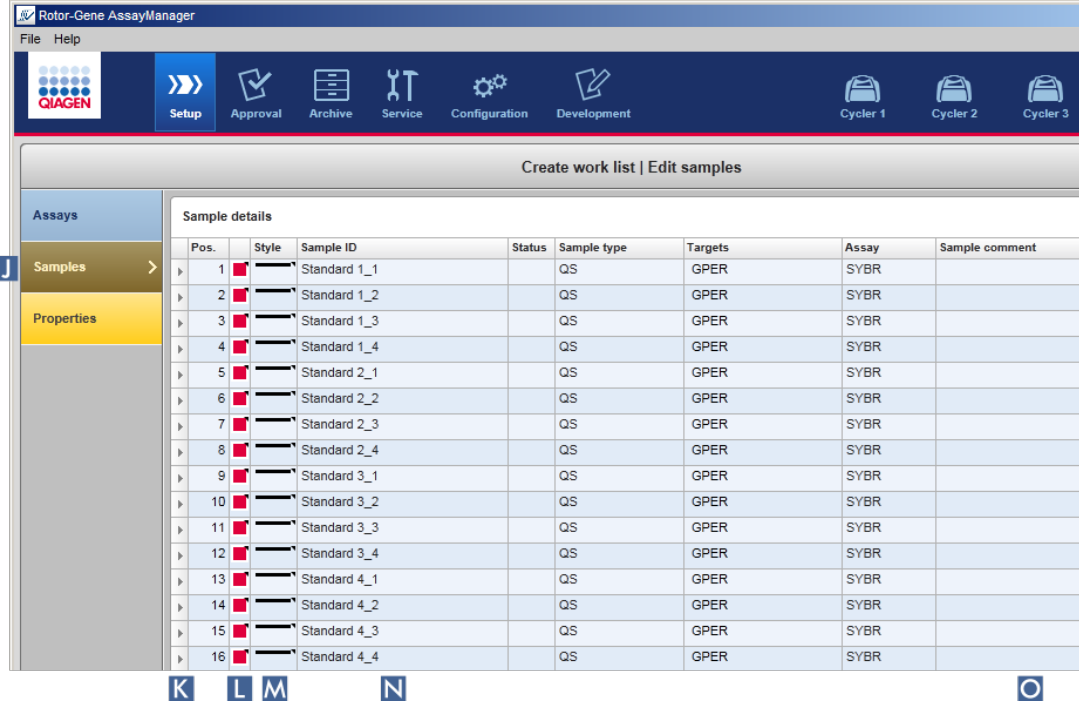 Rotor-Gene AssayManager
File Help
QIAGEN
Setup Approval Archive Service Configuration Development Cycler 1 Cycler 2 Cycler 3
Create work list | Edit samples
Assays
Samples
Properties
Sample details
Pos. Style Sample ID Status Sample type Targets Assay Sample comment
1 Standard 1_1 QS GPER SYBR
2 Standard 1_2 QS GPER SYBR
3 Standard 1_3 QS GPER SYBR
4 Standard 1_4 QS GPER SYBR
5 Standard 2_1 QS GPER SYBR
6 Standard 2_2 QS GPER SYBR
7 Standard 2_3 QS GPER SYBR
8 Standard 2_4 QS GPER SYBR
9 Standard 3_1 QS GPER SYBR
10 Standard 3_2 QS GPER SYBR
11 Standard 3_3 QS GPER SYBR
12 Standard 3_4 QS GPER SYBR
13 Standard 4_1 QS GPER SYBR
14 Standard 4_2 QS GPER SYBR
15 Standard 4_3 QS GPER SYBR
16 Standard 4_4 QS GPER SYBR
J
K L M N O